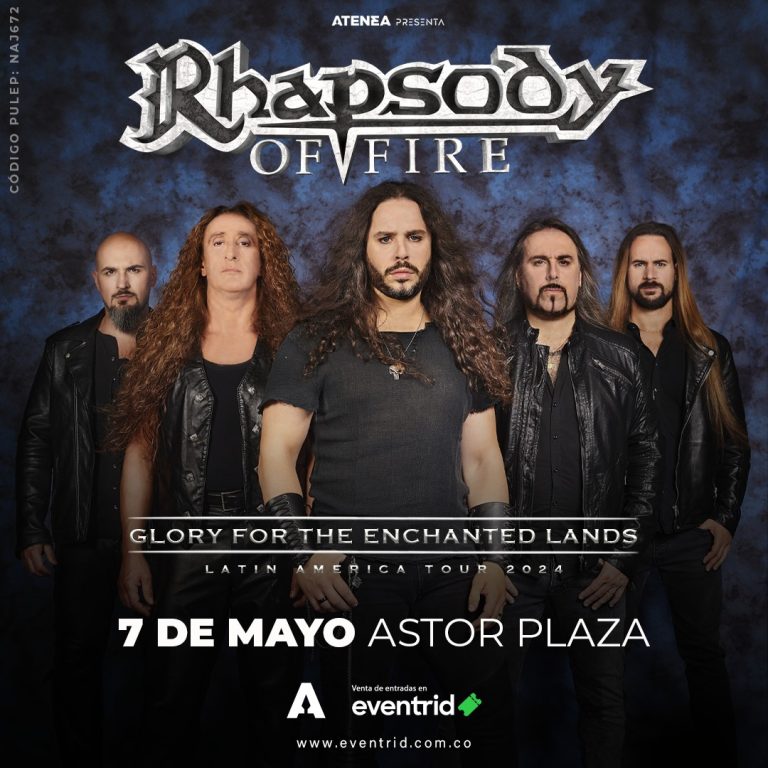 ATENEA PRESENTA
CÓDIGO PULEP: NAJ672
Rhapsody
OF FIRE
GLORY FOR THE ENCHANTED LANDS
LATIN AMERICA TOUR 2024
7 DE MAYO ASTOR PLAZA
Venta de entradas en
eventrid
www.eventrid.com.co